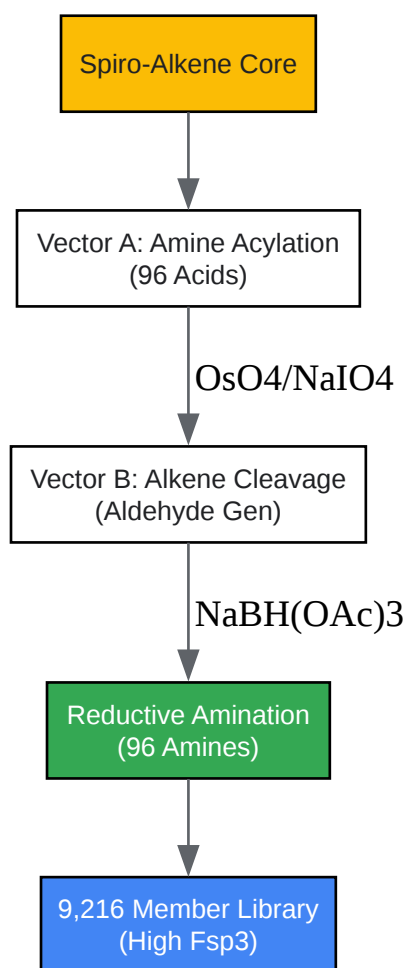 Spiro-Alkene Core
Vector A: Amine Acylation
(96 Acids)
OsO4/NaIO4
Vector B: Alkene Cleavage
(Aldehyde Gen)
NaBH(OAc)3
Reductive Amination
(96 Amines)
9,216 Member Library
(High Fsp3)